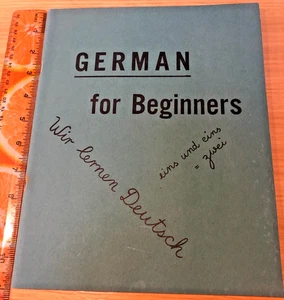 GERMAN
for Beginners
Wir lernen Deutsch
eins und eins
= zwei